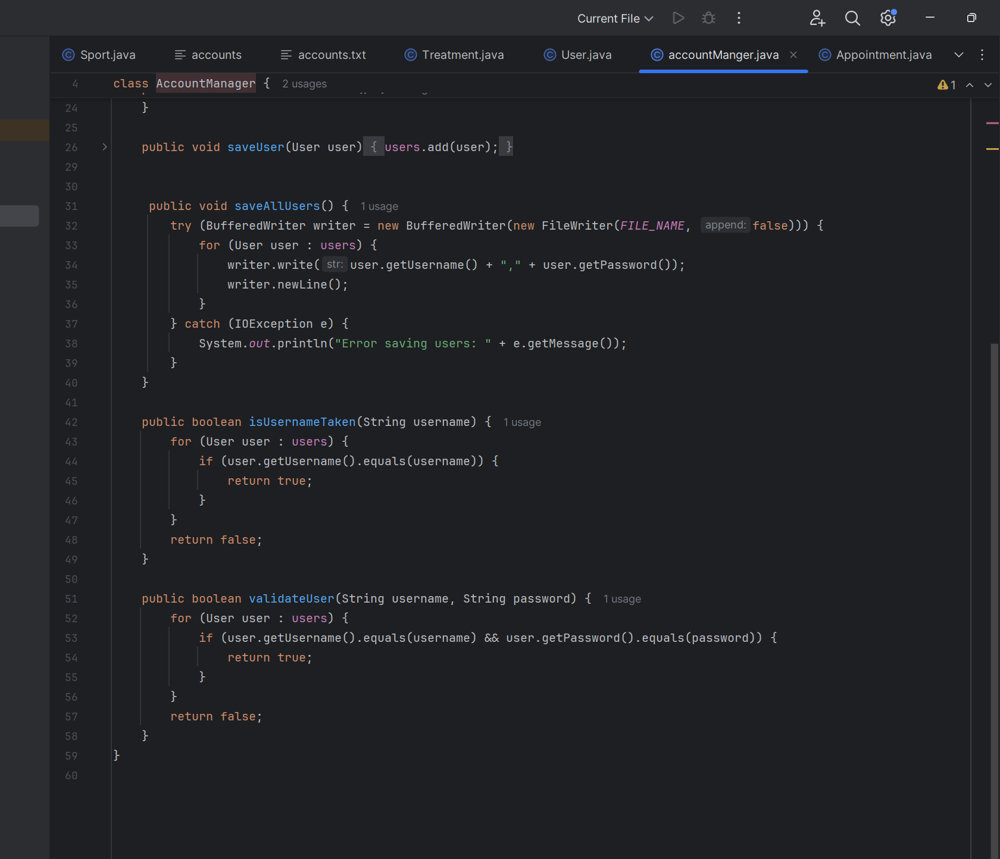 Current File
Sport.java accounts accounts.txt Treatment.java User.java accountManger.java Appointment.java
4 class AccountManager { 2 usages 1
24 }
25
26 public void saveUser(User user) { users.add(user); }
29
30
31 public void saveAllUsers() { 1 usage
32 try (BufferedWriter writer = new BufferedWriter(new FileWriter(FILE_NAME, append: false))) {
33 for (User user : users) {
34 writer.write( str: user.getUsername() + "," + user.getPassword());
35 writer.newLine();
36 }
37 } catch (IOException e) {
38 System.out.println("Error saving users: " + e.getMessage());
39 }
40 }
41
42 public boolean isUsernameTaken(String username) { 1 usage
43 for (User user : users) {
44 if (user.getUsername().equals(username)) {
45 return true;
46 }
47 }
48 return false;
49 }
50
51 public boolean validateUser(String username, String password) { 1 usage
52 for (User user : users) {
53 if (user.getUsername().equals(username) && user.getPassword().equals(password)) {
54 return true;
55 }
56 }
57 return false;
58 }
59 }
60